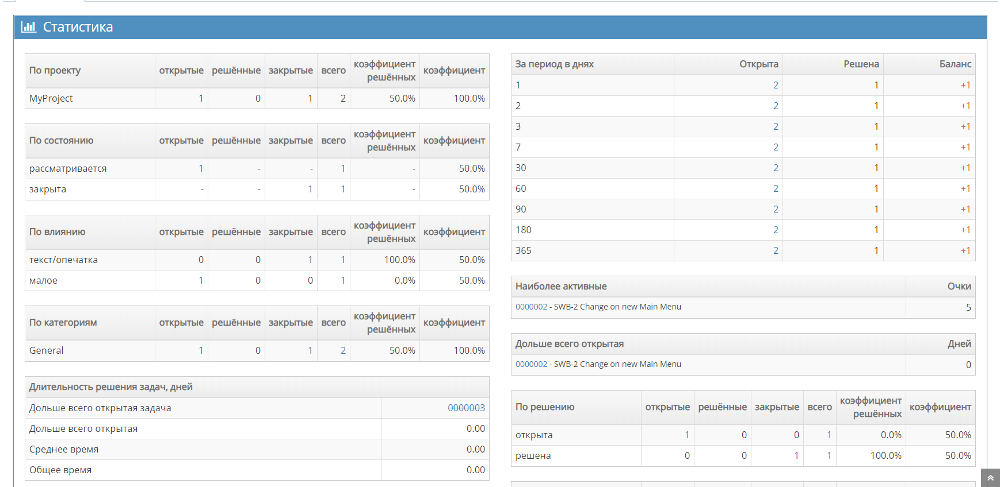 Статистика
По проекту открытые решённые закрытые всего коэффициент решённых коэффициент
MyProject 1 0 1 2 50.0% 100.0%
По состоянию открытые решённые закрытые всего коэффициент решённых коэффициент
рассматривается 1 - - 1 - 50.0%
закрыта - - 1 1 - 50.0%
По влиянию открытые решённые закрытые всего коэффициент решённых коэффициент
текст/опечатка 0 0 1 1 100.0% 50.0%
малое 1 0 0 1 0.0% 50.0%
По категориям открытые решённые закрытые всего коэффициент решённых коэффициент
General 1 0 1 2 50.0% 100.0%
Длительность решения задач, дней
Дольше всего открытая задача 0000003
Дольше всего открытая 0.00
Среднее время 0.00
Общее время 0.00
За период в днях Открыта Решена Баланс
1 2 1 +1
2 2 1 +1
3 2 1 +1
7 2 1 +1
30 2 1 +1
60 2 1 +1
90 2 1 +1
180 2 1 +1
365 2 1 +1
Наиболее активные Очки
0000002 - SWB-2 Change on new Main Menu 5
Дольше всего открытая Дней
0000002 - SWB-2 Change on new Main Menu 0
По решению открытые решённые закрытые всего коэффициент решённых коэффициент
открыта 1 0 0 1 0.0% 50.0%
решена 0 0 1 1 100.0% 50.0%